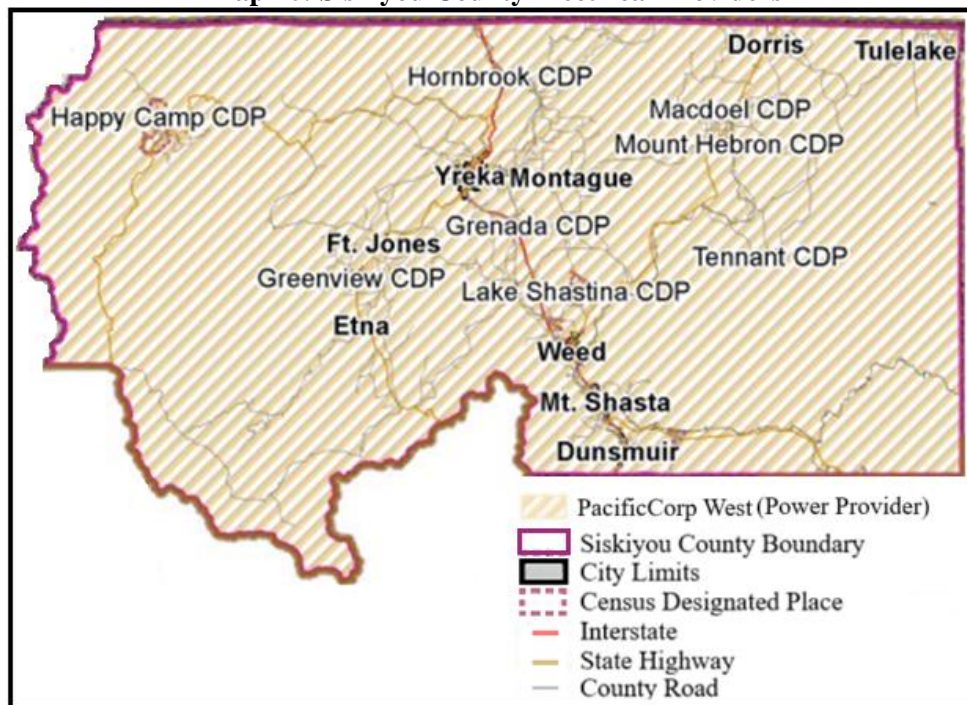 Dorris
Tulelake
Hornbrook CDP
Happy Camp CDP
Macdoel CDP
Mount Hebron CDP
Yreka Montague
Grenada CDP
Ft. Jones
Tennant CDP
Greenview CDP
Lake Shastina CDP
Etna
Weed
Mt. Shasta
Dunsmuir
PacificCorp West (Power Provider)
Siskiyou County Boundary
City Limits
Census Designated Place
Interstate
State Highway
County Road